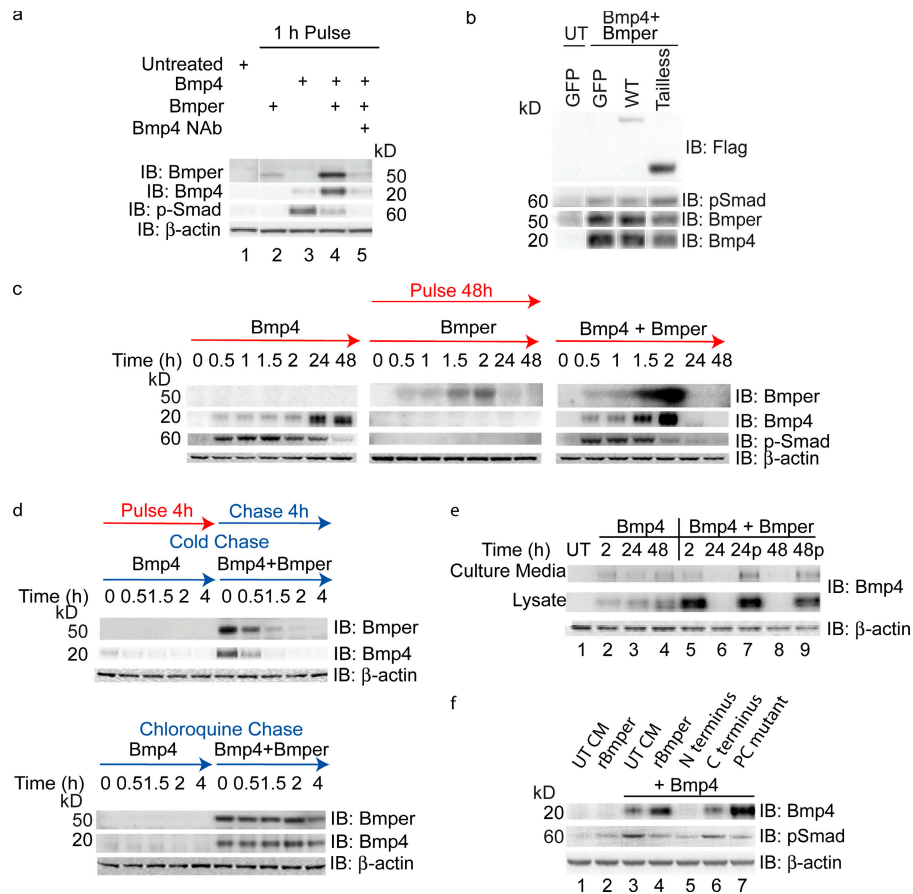 a
1 h Pulse
Untreated +
Bmp4 + + +
Bmper + + +
Bmp4 NAb +
kD
IB: Bmper 50
IB: Bmp4 20
IB: p-Smad 60
IB: β-actin
1 2 3 4 5
b
Bmp4+
UT Bmper
GFP GFP WT Tailless
kD
IB: Flag
60 IB: pSmad
50 IB: Bmper
20 IB: Bmp4
c
Pulse 48h
Bmp4 Bmper Bmp4 + Bmper
Time (h) 0 0.5 1 1.5 2 24 48 0 0.5 1 1.5 2 24 48 0 0.5 1 1.5 2 24 48
kD
50 IB: Bmper
20 IB: Bmp4
60 IB: p-Smad
IB: β-actin
d
Pulse 4h Chase 4h
Cold Chase
Bmp4 Bmp4+Bmper
Time (h) 0 0.5 1.5 2 4 0 0.5 1.5 2 4
kD
50 IB: Bmper
20 IB: Bmp4
IB: β-actin
Chloroquine Chase
Bmp4 Bmp4+Bmper
Time (h) 0 0.5 1.5 2 4 0 0.5 1.5 2 4
kD
50 IB: Bmper
20 IB: Bmp4
IB: β-actin
e
Bmp4 Bmp4 + Bmper
Time (h) UT 2 24 48 2 24 24p 48 48p
Culture Media
IB: Bmp4
Lysate
IB: β-actin
1 2 3 4 5 6 7 8 9
f
UT CM rBmper UT CM rBmper N terminus C terminus PC mutant
+ Bmp4
20 IB: Bmp4
60 IB: pSmad
IB: β-actin
1 2 3 4 5 6 7